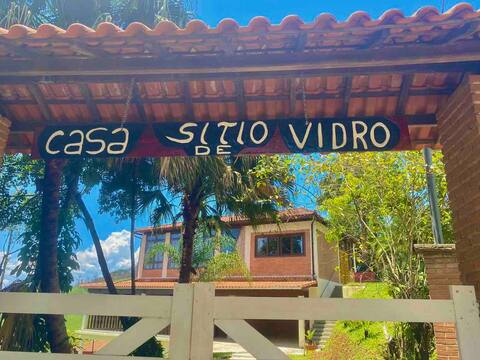 CASA SITIO DE VIDRO